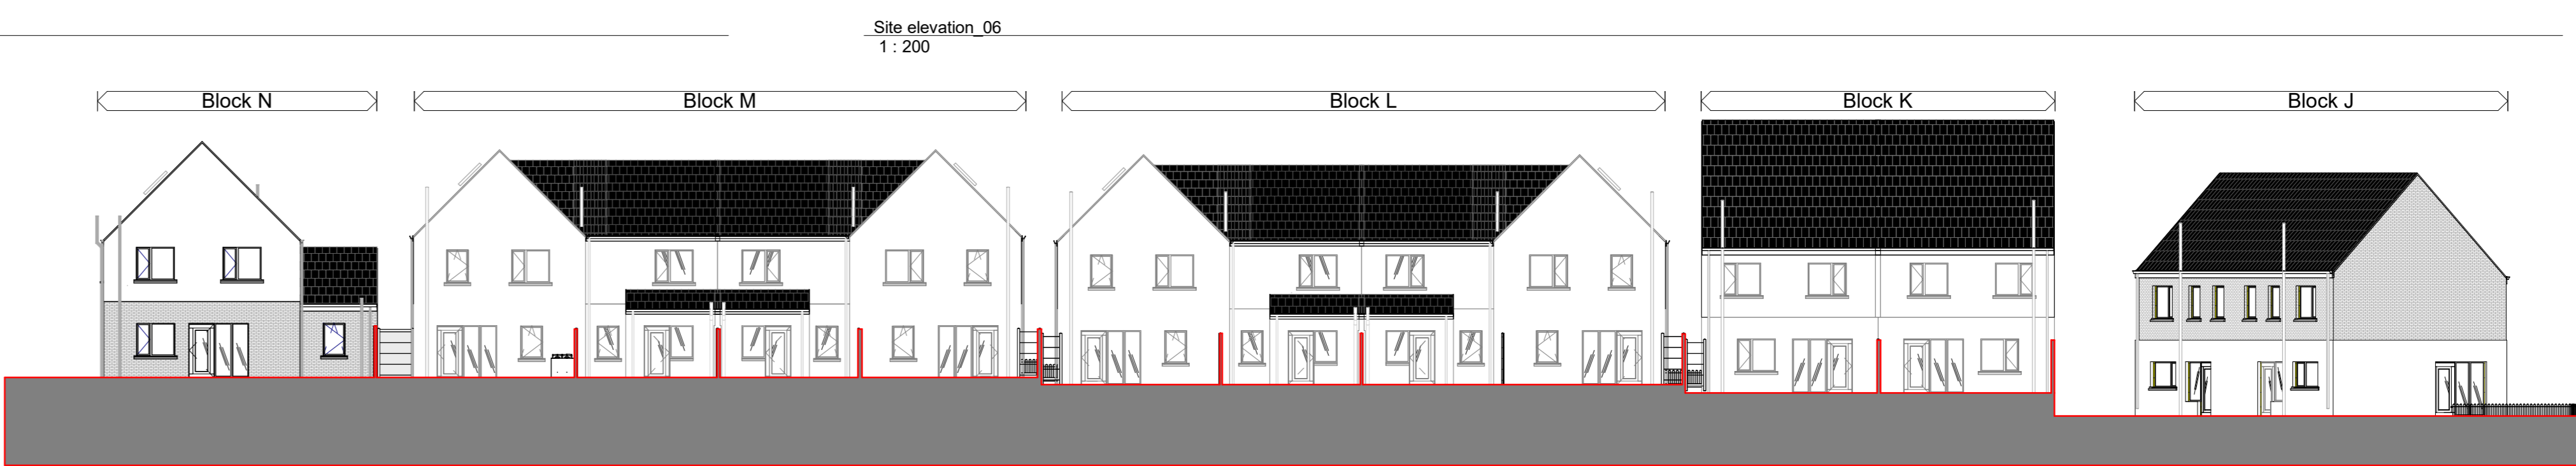 Site elevation_06
1 : 200
Block N
Block M
Block L
Block K
Block J